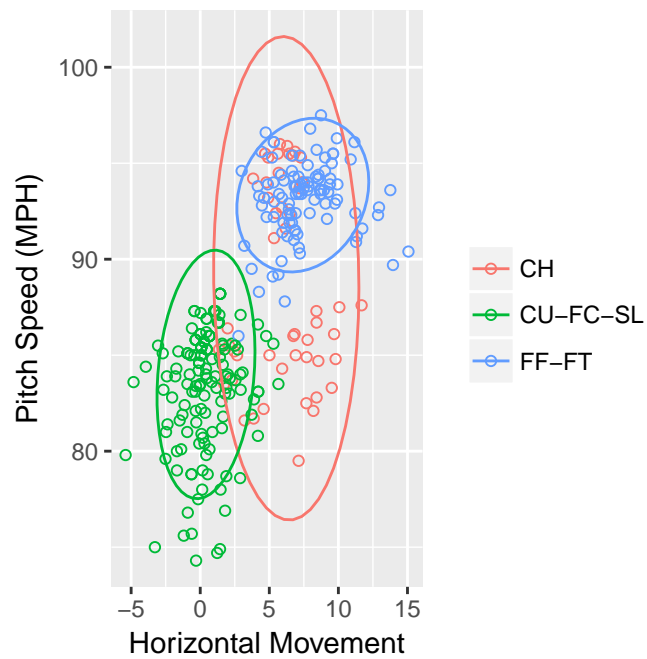 Pitch Speed (MPH)
100
90
80
−5
0
5
10
15
Horizontal Movement
CH
CU−FC−SL
FF−FT